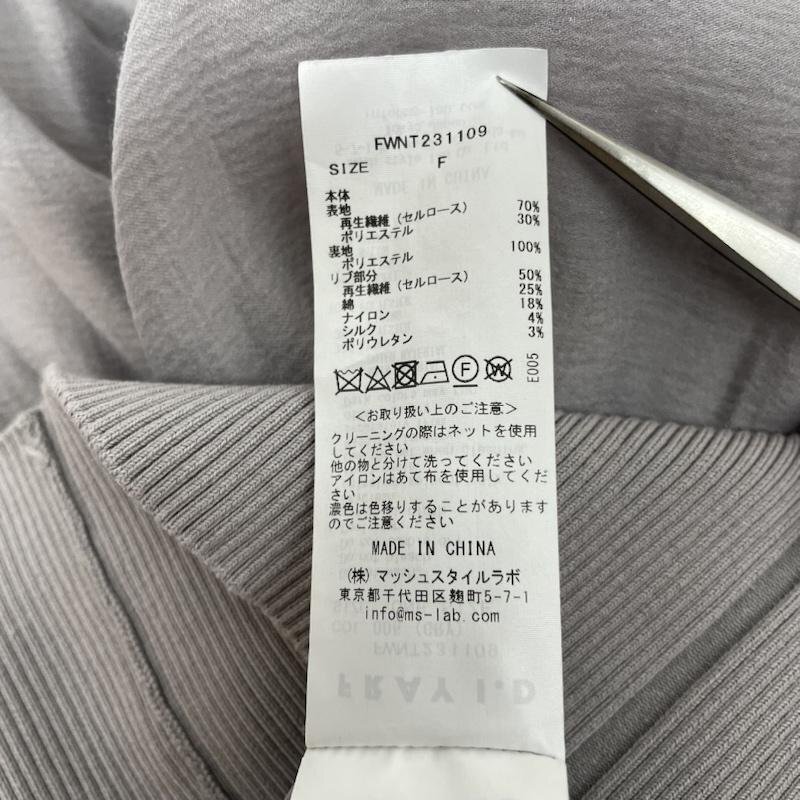 FWNT231109
SIZE F
本体
表地
再生繊維(セルロース) 70%
ポリエステル 30%
裏地
ポリエステル 100%
リブ部分
再生繊維(セルロース) 50%
綿 25%
ナイロン 18%
シルク 4%
ポリウレタン 3%
F W E005
<お取り扱い上のご注意>
クリーニングの際はネットを使用
してください
他の物と分けて洗ってください
アイロンはあて布を使用してくだ
さい
濃色は色移りすることがあります
のでご注意ください
MADE IN CHINA
(株)マッシュスタイルラボ
東京都千代田区麹町5-7-1
info@ms-lab.com
COL 006 (GRY)
FWNT231109
FRAY I.D